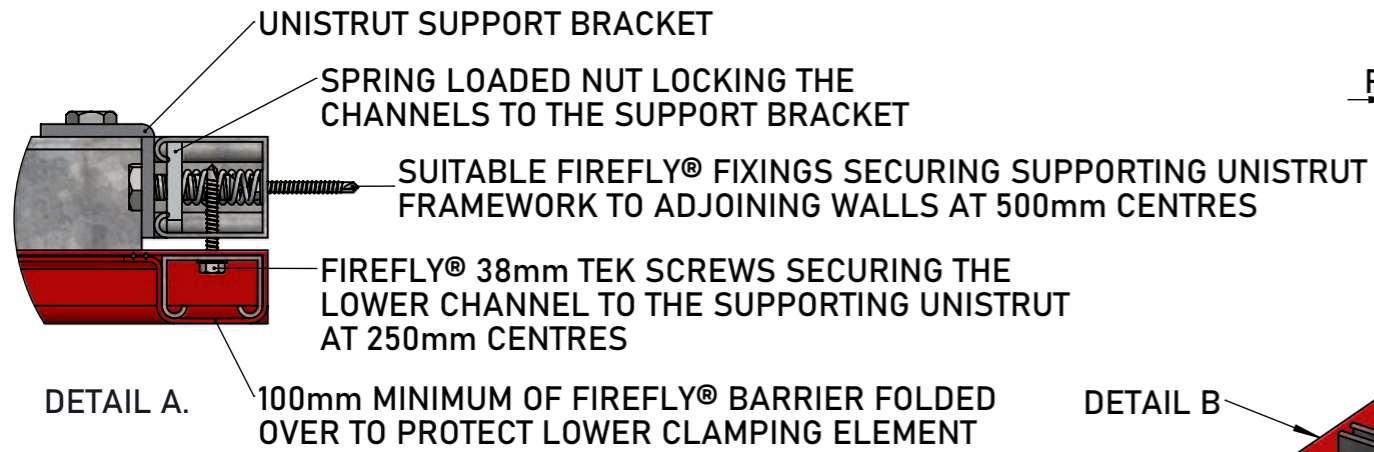 UNISTRUT SUPPORT BRACKET
SPRING LOADED NUT LOCKING THE
CHANNELS TO THE SUPPORT BRACKET
SUITABLE FIREFLY® FIXINGS SECURING SUPPORTING UNISTRUT
FRAMEWORK TO ADJOINING WALLS AT 500mm CENTRES
FIREFLY® 38mm TEK SCREWS SECURING THE
LOWER CHANNEL TO THE SUPPORTING UNISTRUT
AT 250mm CENTRES
DETAIL A.
100mm MINIMUM OF FIREFLY® BARRIER FOLDED
OVER TO PROTECT LOWER CLAMPING ELEMENT
DETAIL B